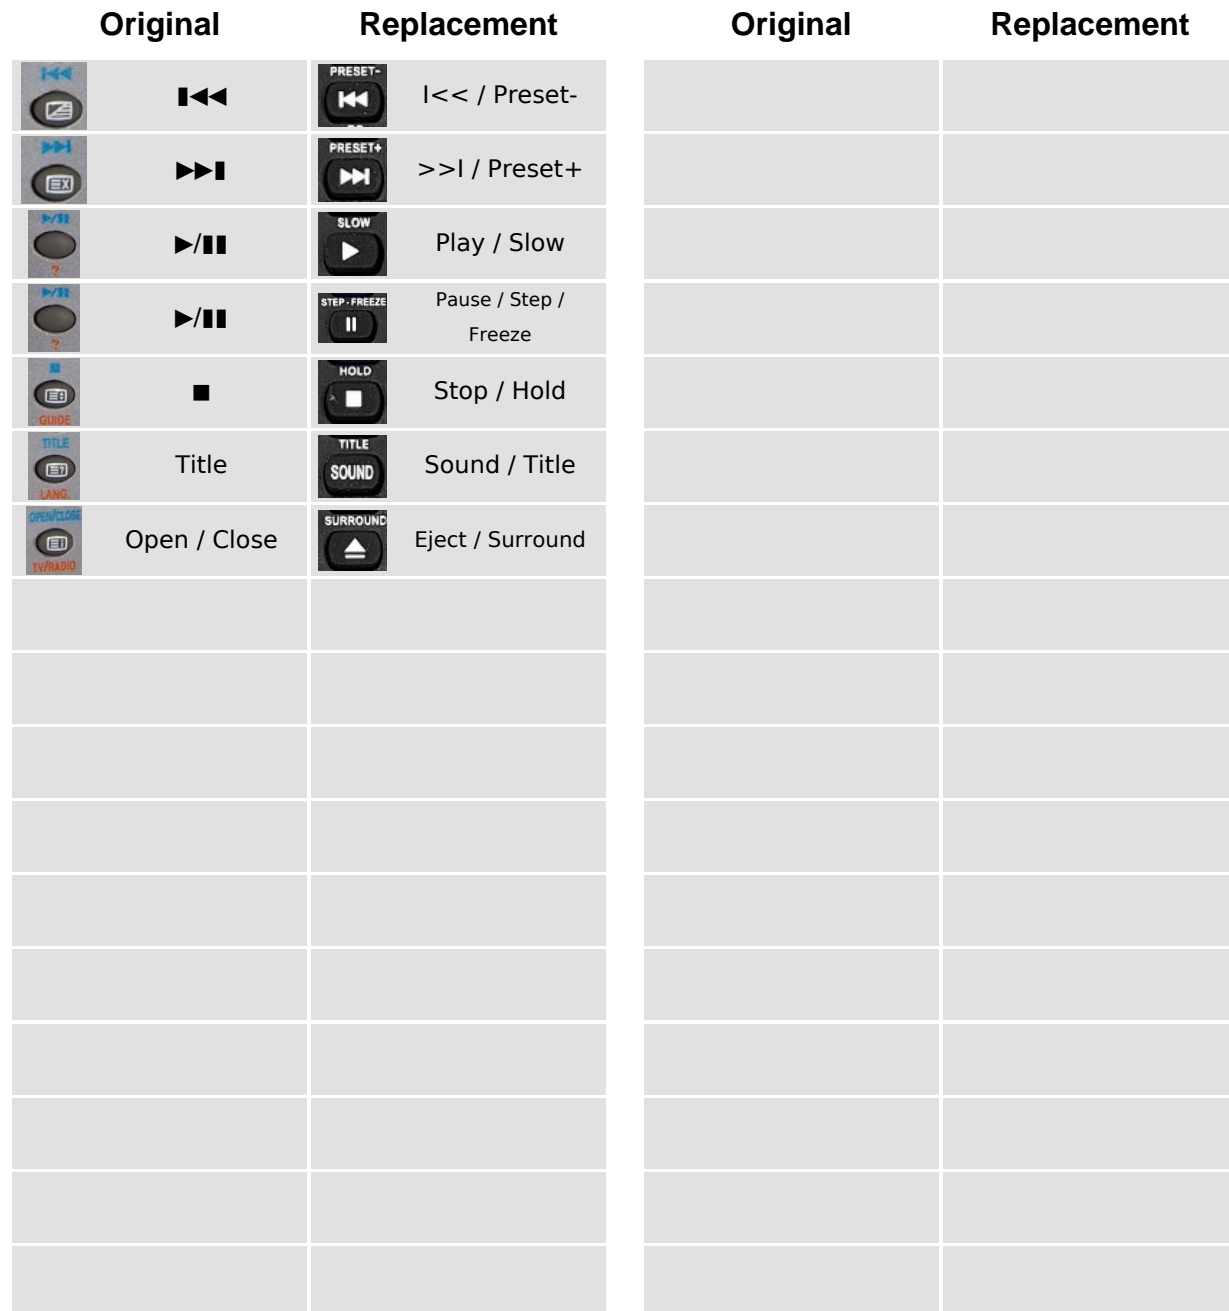 Original Replacement Original Replacement
I◀◀ ▮◀◀ PRESET- I<< / Preset-
▶▶I ▶▶▮ PRESET+ >>I / Preset+
▶/▮▮ ? ▶/▮▮ SLOW Play / Slow
▶/▮▮ ? ▶/▮▮ STEP-FREEZE Pause / Step /
Freeze
GUIDE ■ HOLD Stop / Hold
TITLE LANG. Title TITLE SOUND Sound / Title
OPEN/CLOSE TV/RADIO Open / Close SURROUND Eject / Surround